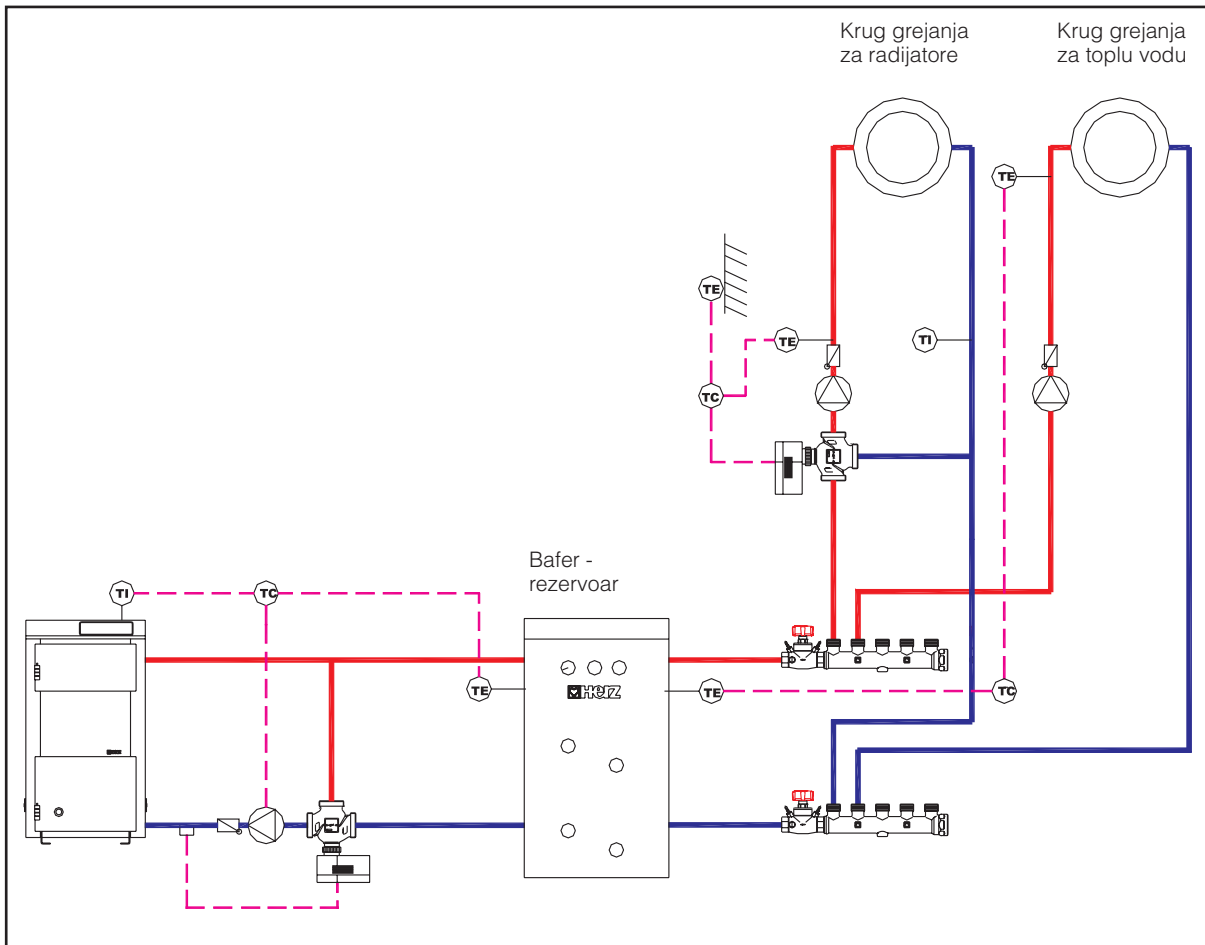 Krug grejanja
za radijatore
Krug grejanja
za toplu vodu
TE
TE
TE
TI
TC
Bafer -
rezervoar
TI
TC
TE
HERZ
TE
TC